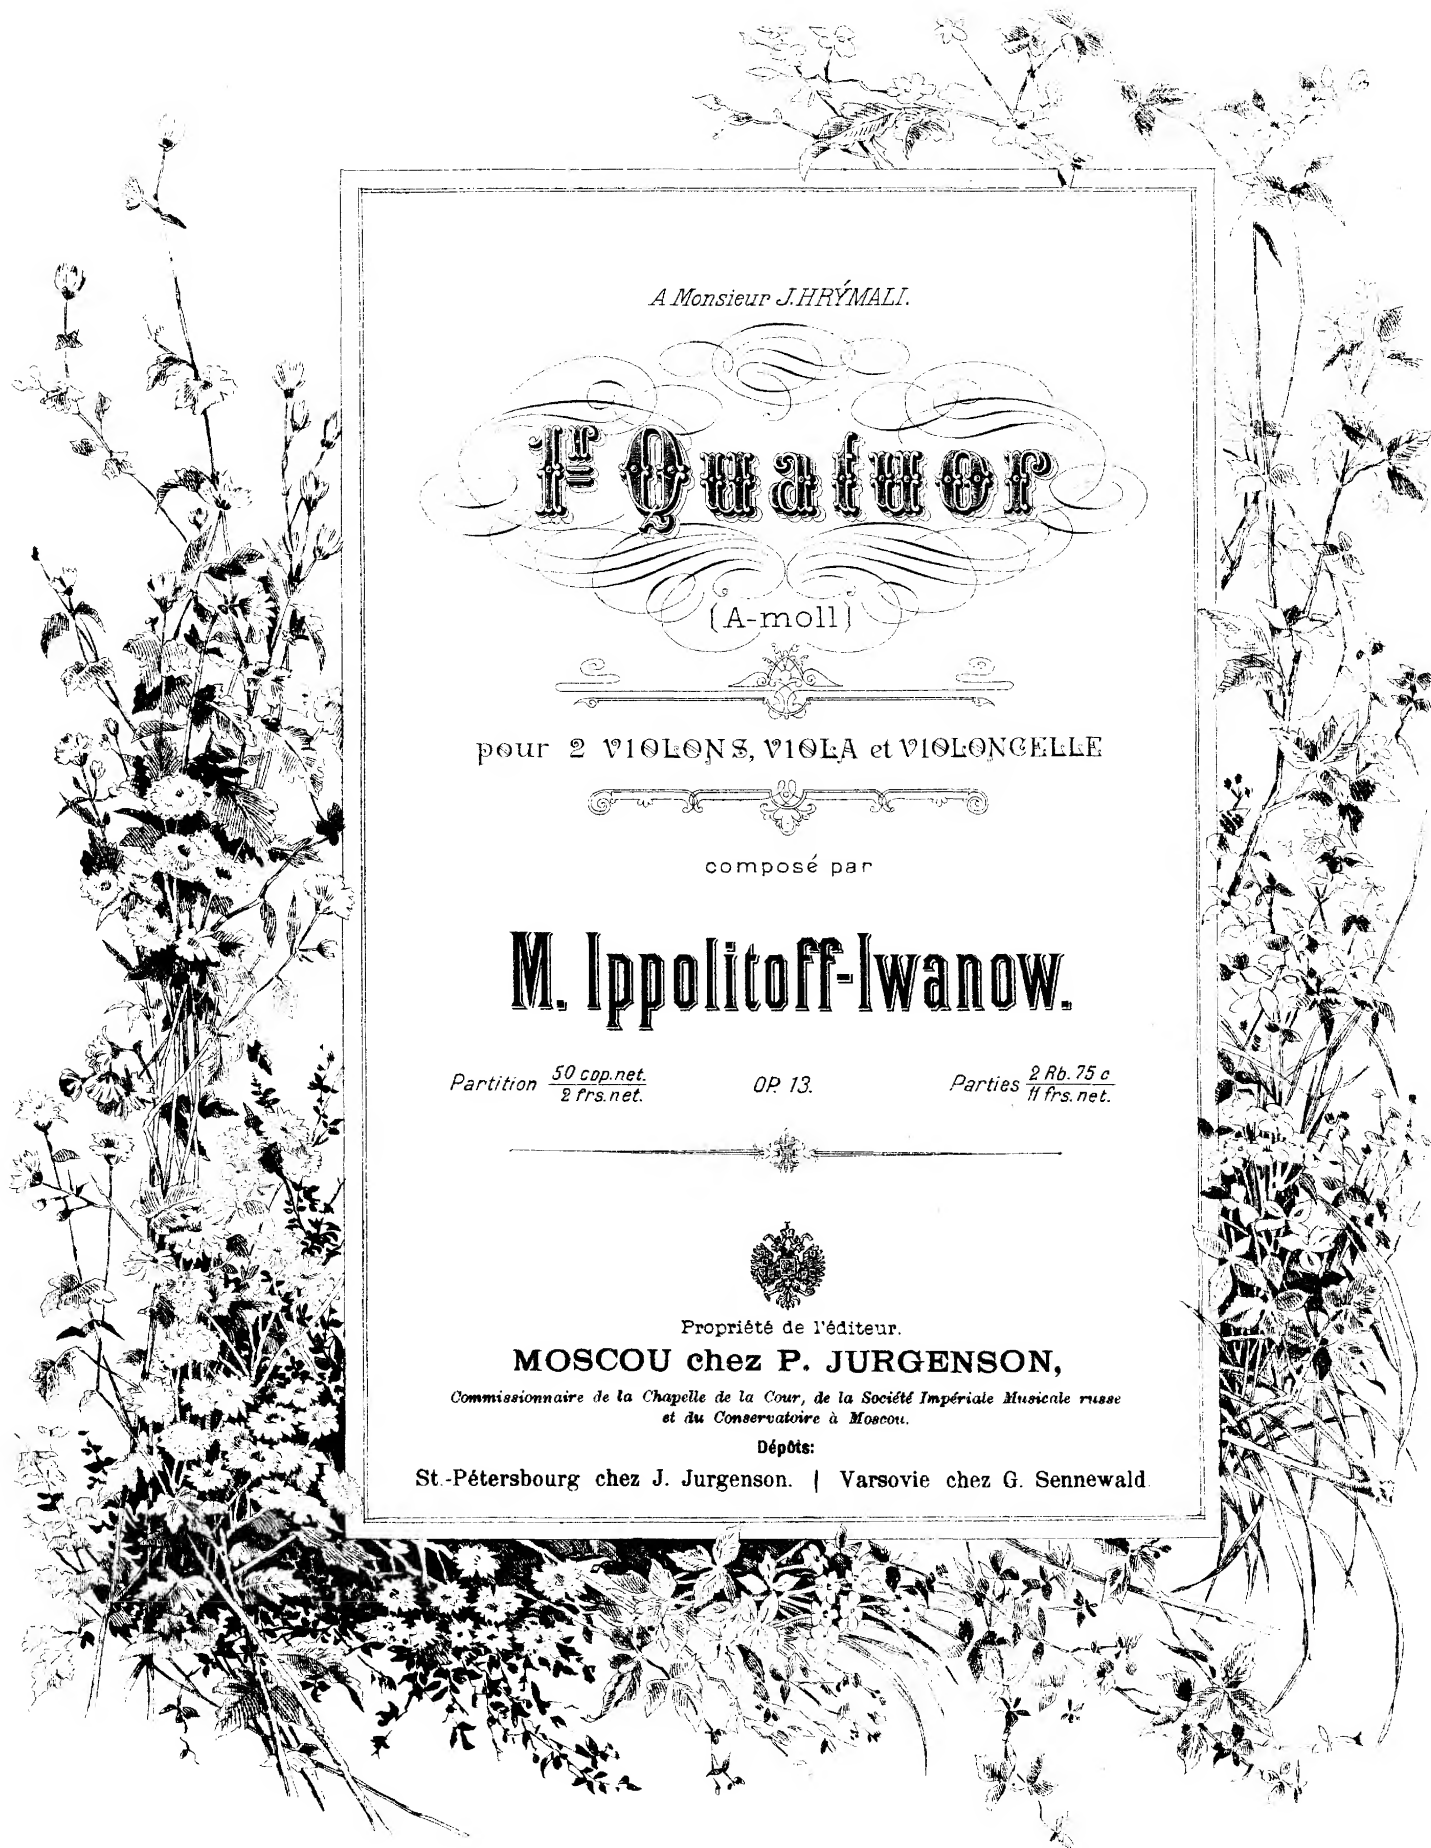 A Monsieur J. HRÝMALI.
1r Quatuor
(A-moll)
pour 2 VIOLONS, VIOLA et VIOLONCELLE
composé par
M. Ippolitoff-Iwanow.
Partition 50 cop. net. / 2 frs. net. OP. 13. Parties 2 Rb. 75 c / 11 frs. net.
Propriété de l'éditeur.
MOSCOU chez P. JURGENSON,
Commissionnaire de la Chapelle de la Cour, de la Société Impériale Musicale russe
et du Conservatoire à Moscou.
Dépôts:
St.-Pétersbourg chez J. Jurgenson. | Varsovie chez G. Sennewald.